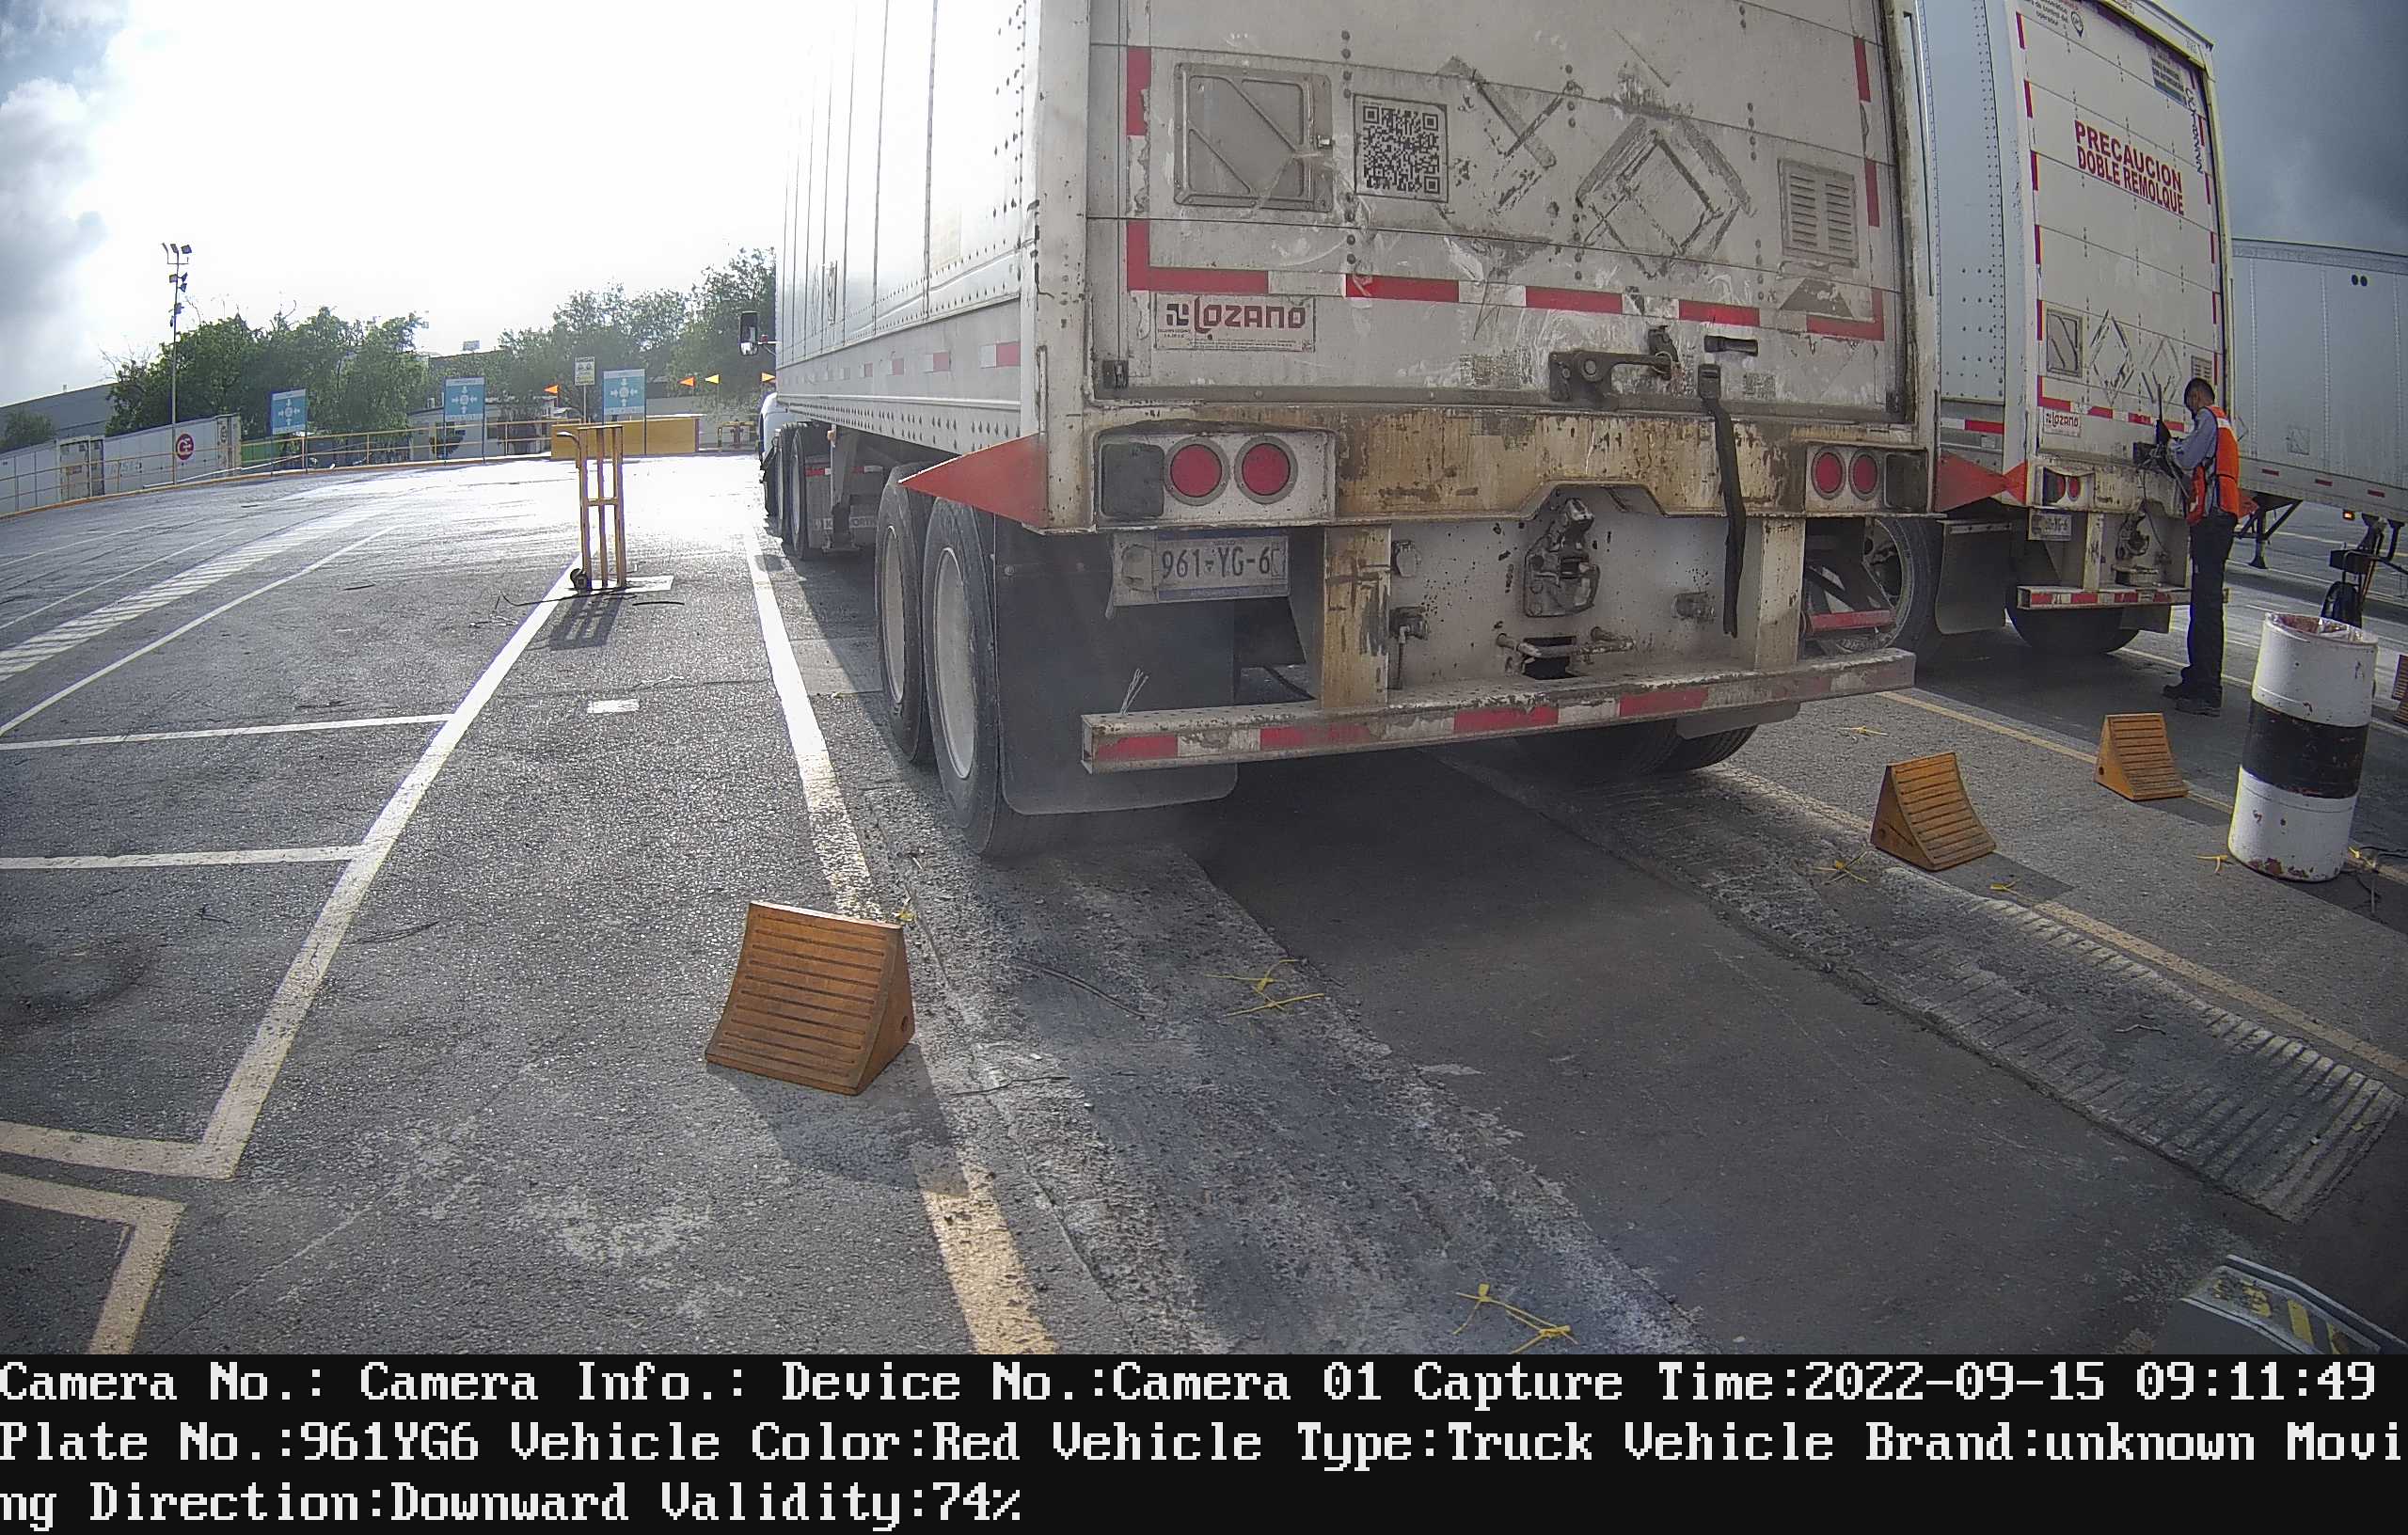 PRECAUCION
DOBLE REMOLQUE
LOZANO
LOZANO
961-YG-6
Camera No.: Camera Info.: Device No.:Camera 01 Capture Time:2022-09-15 09:11:49
Plate No.:961YG6 Vehicle Color:Red Vehicle Type:Truck Vehicle Brand:unknown Movi
ng Direction:Downward Validity:74%